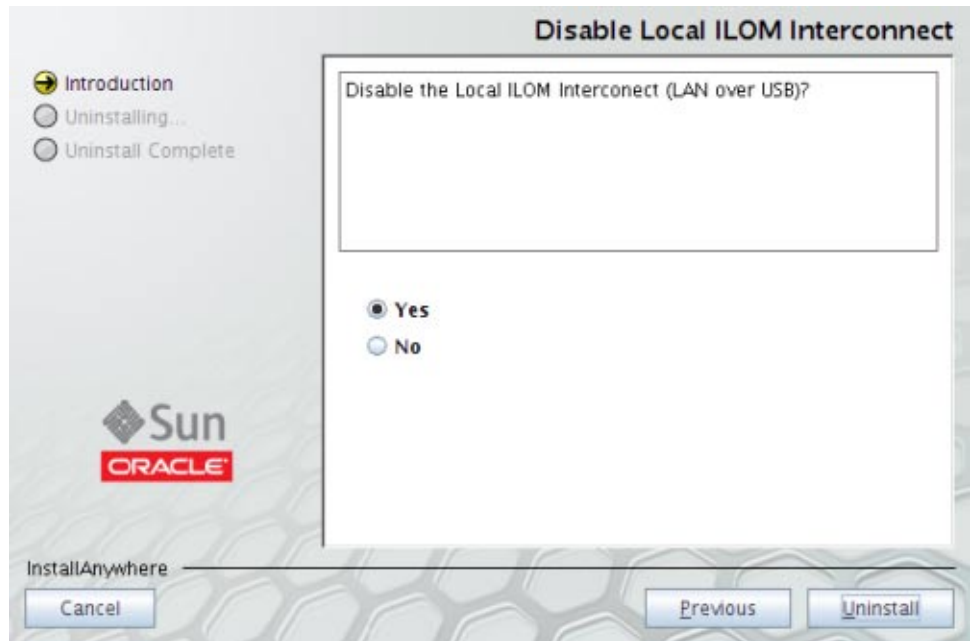 Disable Local ILOM Interconnect
Introduction
Uninstalling...
Uninstall Complete
Disable the Local ILOM Interconect (LAN over USB)?
Yes
No
Sun
ORACLE
InstallAnywhere
Cancel
Previous
Uninstall